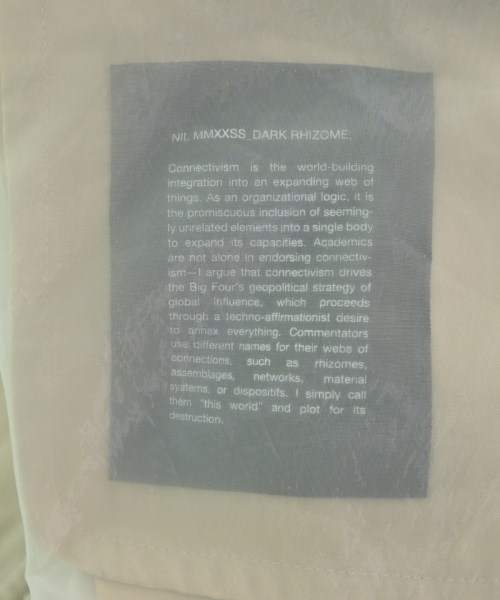 NIL MMXXSS_DARK RHIZOME.
Connectivism is the world-building
integration into an expanding web of
things. As an organizational logic, it is
the promiscuous inclusion of seeming-
ly unrelated elements into a single body
to expand its capacities. Academics
are not alone in endorsing connectiv-
ism—I argue that connectivism drives
the Big Four's geopolitical strategy of
global influence, which proceeds
through a techno-affirmationist desire
to annex everything. Commentators
use different names for their webs of
connections, such as rhizomes,
assemblages, networks, material
systems, or dispositifs. I simply call
them "this world" and plot for its
destruction.